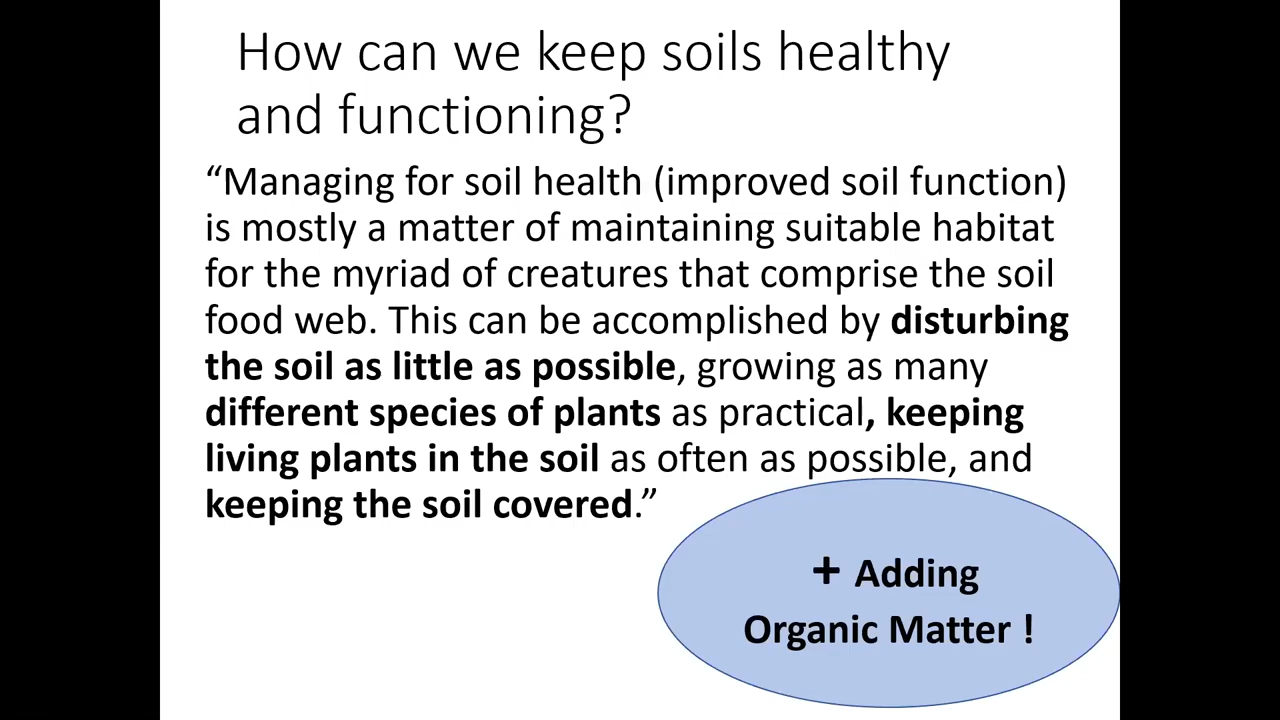 How can we keep soils healthy
and functioning?
“Managing for soil health (improved soil function)
is mostly a matter of maintaining suitable habitat
for the myriad of creatures that comprise the soil
food web. This can be accomplished by disturbing
the soil as little as possible, growing as many
different species of plants as practical, keeping
living plants in the soil as often as possible, and
keeping the soil covered.”
+ Adding
Organic Matter !